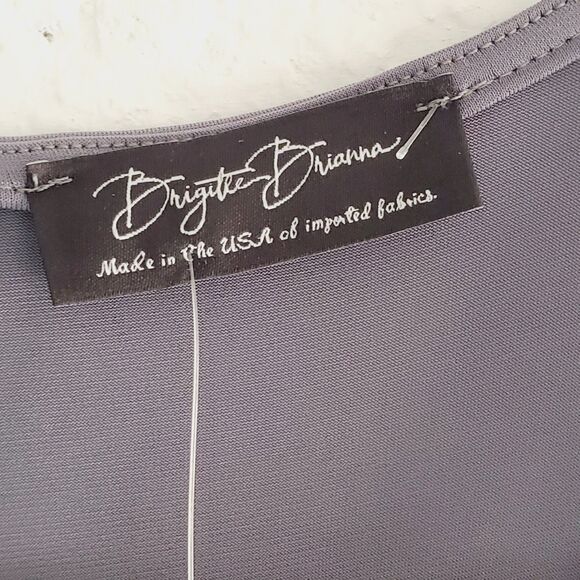 Brigitte Brianna
Made in the USA of imported fabrics.